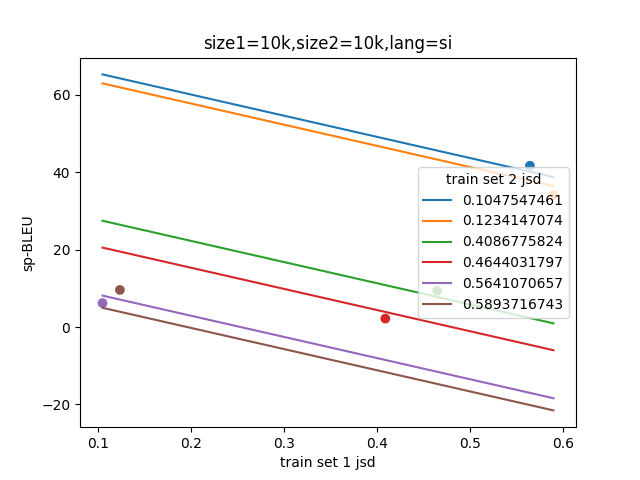 size1=10k,size2=10k,lang=si
sp-BLEU
60
40
20
0
−20
train set 2 jsd
0.1047547461
0.1234147074
0.4086775824
0.4644031797
0.5641070657
0.5893716743
0.1 0.2 0.3 0.4 0.5 0.6
train set 1 jsd